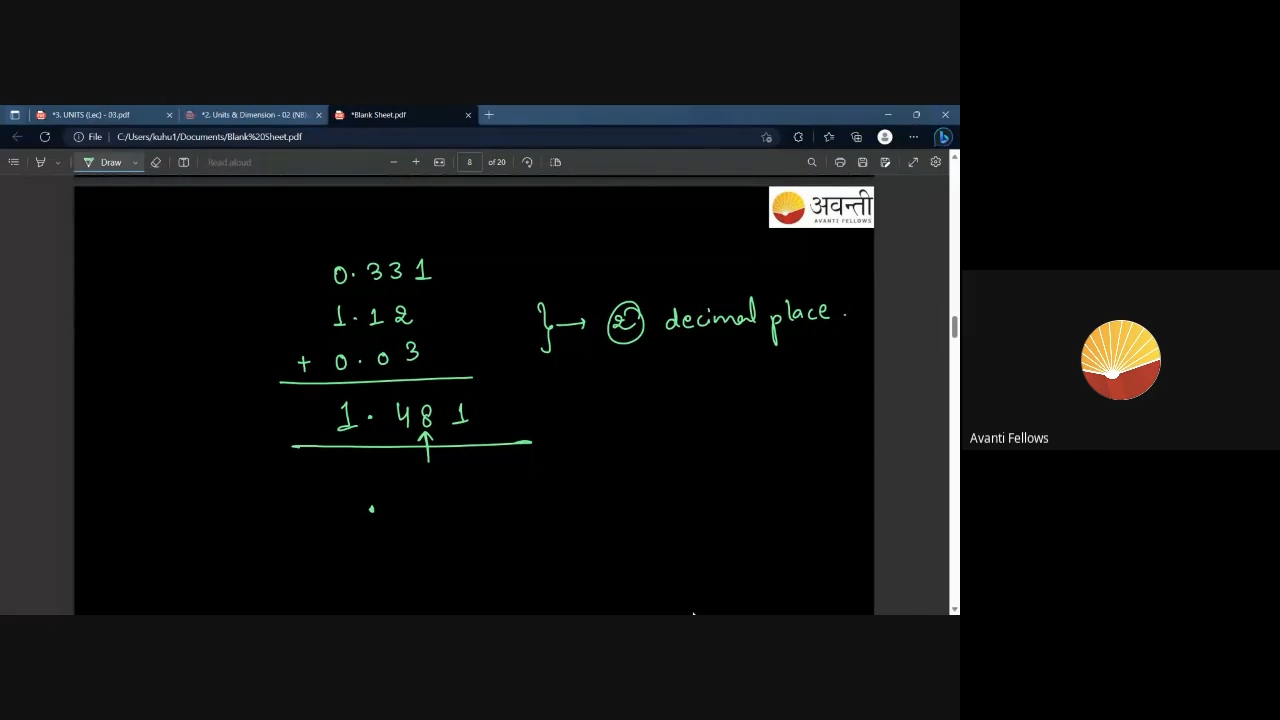 *3. UNITS (Lec) - 03.pdf
*2. Units & Dimension - 02 (NB).
*Blank Sheet.pdf
File
C:/Users/kuhu1/Documents/Blank%20Sheet.pdf
Draw
Read aloud
8 of 20
अवन्ती
AVANTI FELLOWS
0.331
1.12
+ 0.03
} → 2 decimal place.
1.481
Avanti Fellows